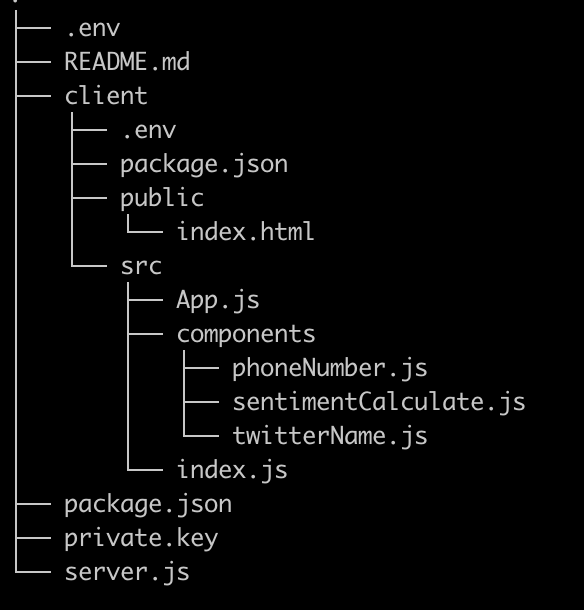 .
├── .env
├── README.md
├── client
│   ├── .env
│   ├── package.json
│   ├── public
│   │   └── index.html
│   └── src
│       ├── App.js
│       ├── components
│       │   ├── phoneNumber.js
│       │   ├── sentimentCalculate.js
│       │   └── twitterName.js
│       └── index.js
├── package.json
├── private.key
└── server.js